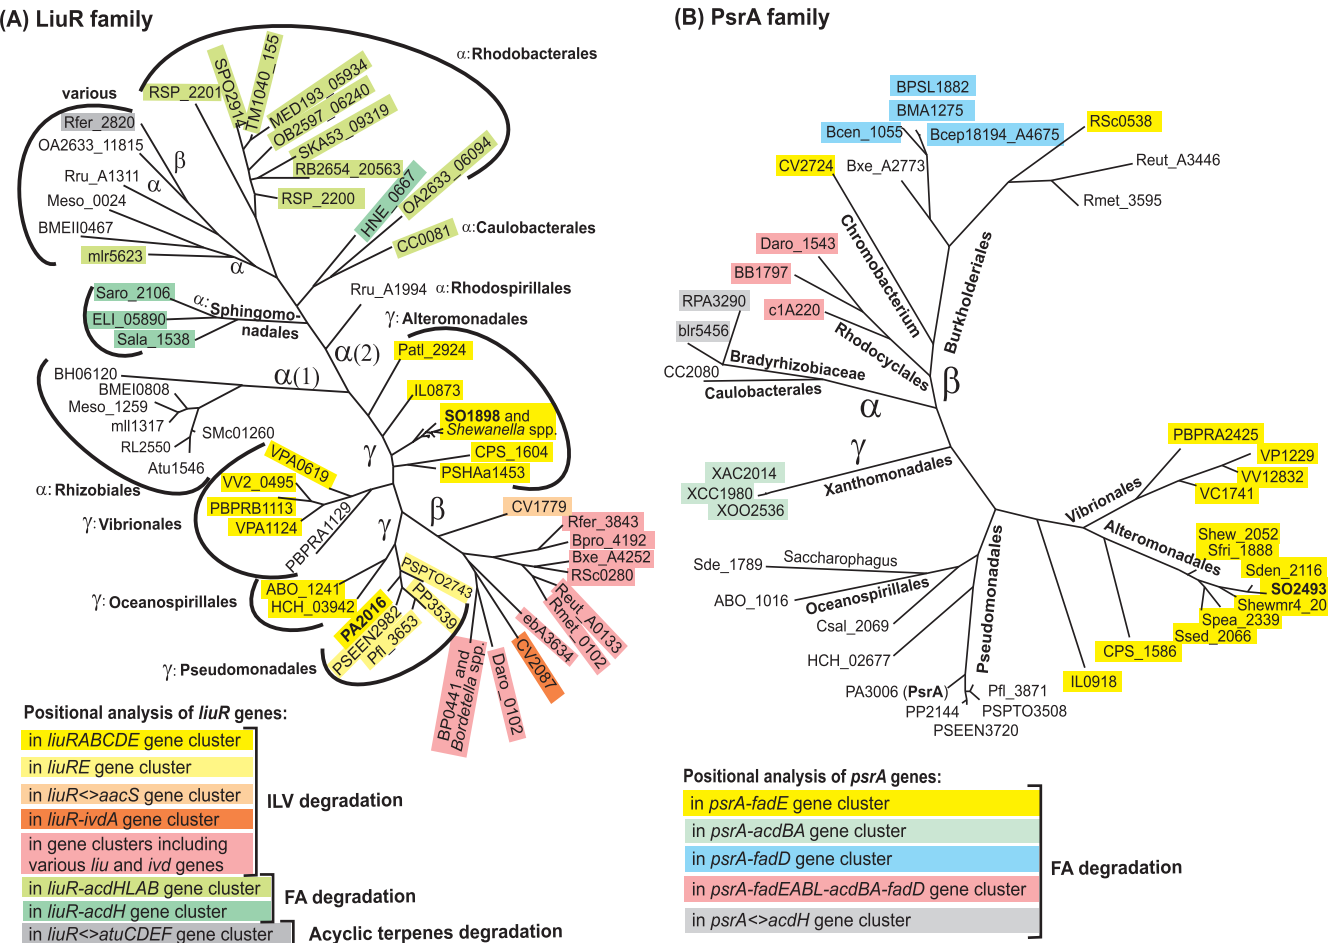 (A) LiuR family
α:Rhodobacterales
various
RSP_2201
SPO2914
TM1040_155
MED193_05934
OB2597_06240
SKA53_09319
RB2654_20563
RSP_2200
HNE_0667
OA2633_06094
CC0081
α:Caulobacterales
Rfer_2820
OA2633_11815
β
α
Rru_A1311
Meso_0024
BMEII0467
mlr5623
α
Saro_2106
ELI_05890
Sala_1538
α:Sphingomo-
nadales
Rru_A1994
α:Rhodospirillales
γ:Alteromonadales
α(2)
α(1)
Patl_2924
IL0873
SO1898 and
Shewanella spp.
CPS_1604
PSHAa1453
γ
BH06120
BMEI0808
Meso_1259
mll1317
RL2550
SMc01260
Atu1546
α:Rhizobiales
VPA0619
VV2_0495
PBPRB1113
VPA1124
PBPRA1129
γ:Vibrionales
γ
β
CV1779
Rfer_3843
Bpro_4192
Bxe_A4252
RSc0280
Reut_A0133
Rmet_0102
ebA3634
CV2087
Daro_0102
BP0441 and
Bordetella spp.
ABO_1241
HCH_03942
γ:Oceanospirillales
PSPTO2743
PP3539
PA2016
PSEEN2982
Pfl_3653
γ:Pseudomonadales
Positional analysis of liuR genes:
in liuRABCDE gene cluster
in liuRE gene cluster
in liuR<>aacS gene cluster
in liuR-ivdA gene cluster
in gene clusters including
various liu and ivd genes
ILV degradation
in liuR-acdHLAB gene cluster
in liuR-acdH gene cluster
FA degradation
in liuR<>atuCDEF gene cluster
Acyclic terpenes degradation
(B) PsrA family
BPSL1882
BMA1275
Bcen_1055
Bcep18194_A4675
RSc0538
CV2724
Bxe_A2773
Reut_A3446
Rmet_3595
Chromobacterium
Burkholderiales
Daro_1543
BB1797
c1A220
Rhodocyclales
RPA3290
blr5456
CC2080
Bradyrhizobiaceae
Caulobacterales
β
α
γ
Xanthomonadales
XAC2014
XCC1980
XOO2536
PBPRA2425
VP1229
VV12832
VC1741
Vibrionales
Alteromonadales
Shew_2052
Sfri_1888
Sden_2116
SO2493
Shewmr4_20
Spea_2339
Ssed_2066
CPS_1586
IL0918
Sde_1789
Saccharophagus
ABO_1016
Oceanospirillales
Csal_2069
HCH_02677
Pseudomonadales
PA3006 (PsrA)
PP2144
PSEEN3720
Pfl_3871
PSPTO3508
Positional analysis of psrA genes:
in psrA-fadE gene cluster
in psrA-acdBA gene cluster
in psrA-fadD gene cluster
in psrA-fadEABL-acdBA-fadD gene cluster
in psrA<>acdH gene cluster
FA degradation